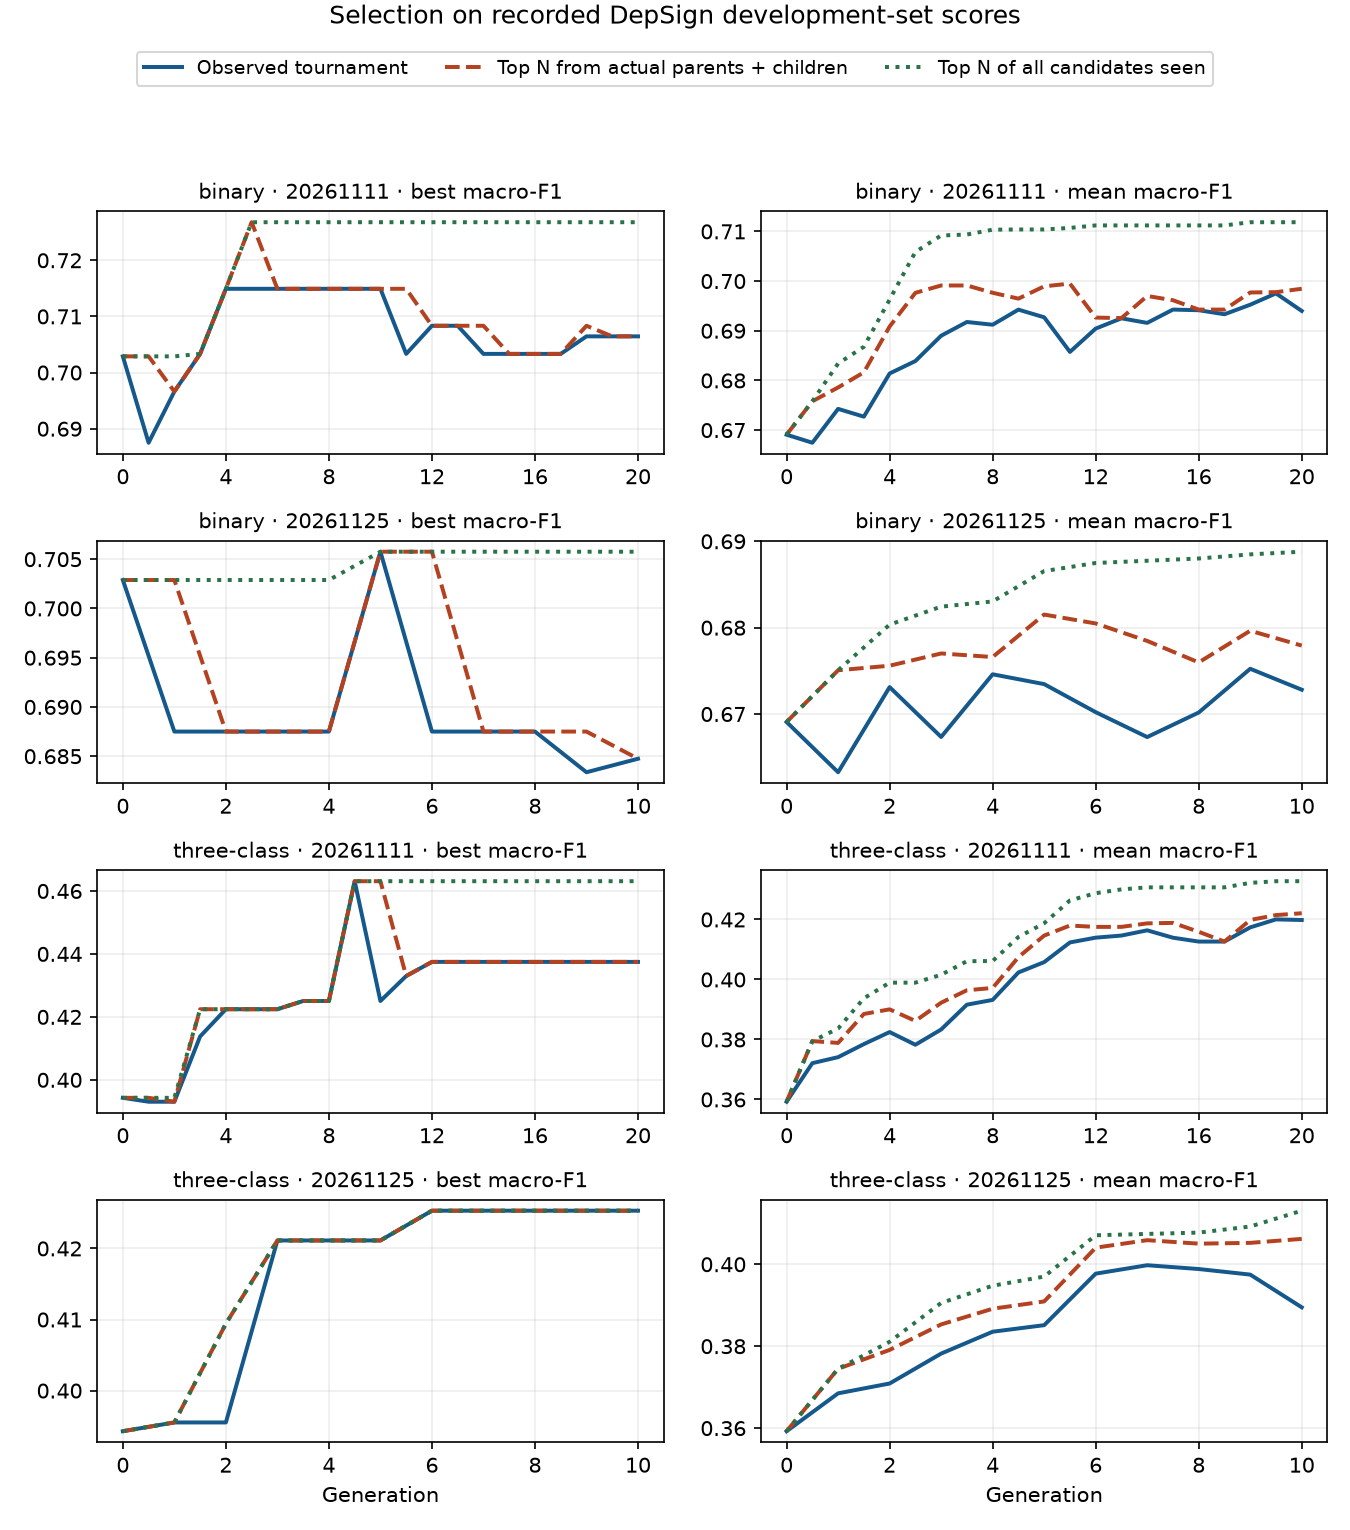 Selection on recorded DepSign development-set scores
Observed tournament Top N from actual parents + children Top N of all candidates seen
binary · 20261111 · best macro-F1
0.72
0.71
0.70
0.69
0 4 8 12 16 20
binary · 20261111 · mean macro-F1
0.71
0.70
0.69
0.68
0.67
0 4 8 12 16 20
binary · 20261125 · best macro-F1
0.705
0.700
0.695
0.690
0.685
0 2 4 6 8 10
binary · 20261125 · mean macro-F1
0.69
0.68
0.67
0 2 4 6 8 10
three-class · 20261111 · best macro-F1
0.46
0.44
0.42
0.40
0 4 8 12 16 20
three-class · 20261111 · mean macro-F1
0.42
0.40
0.38
0.36
0 4 8 12 16 20
three-class · 20261125 · best macro-F1
0.42
0.41
0.40
0 2 4 6 8 10
Generation
three-class · 20261125 · mean macro-F1
0.40
0.38
0.36
0 2 4 6 8 10
Generation